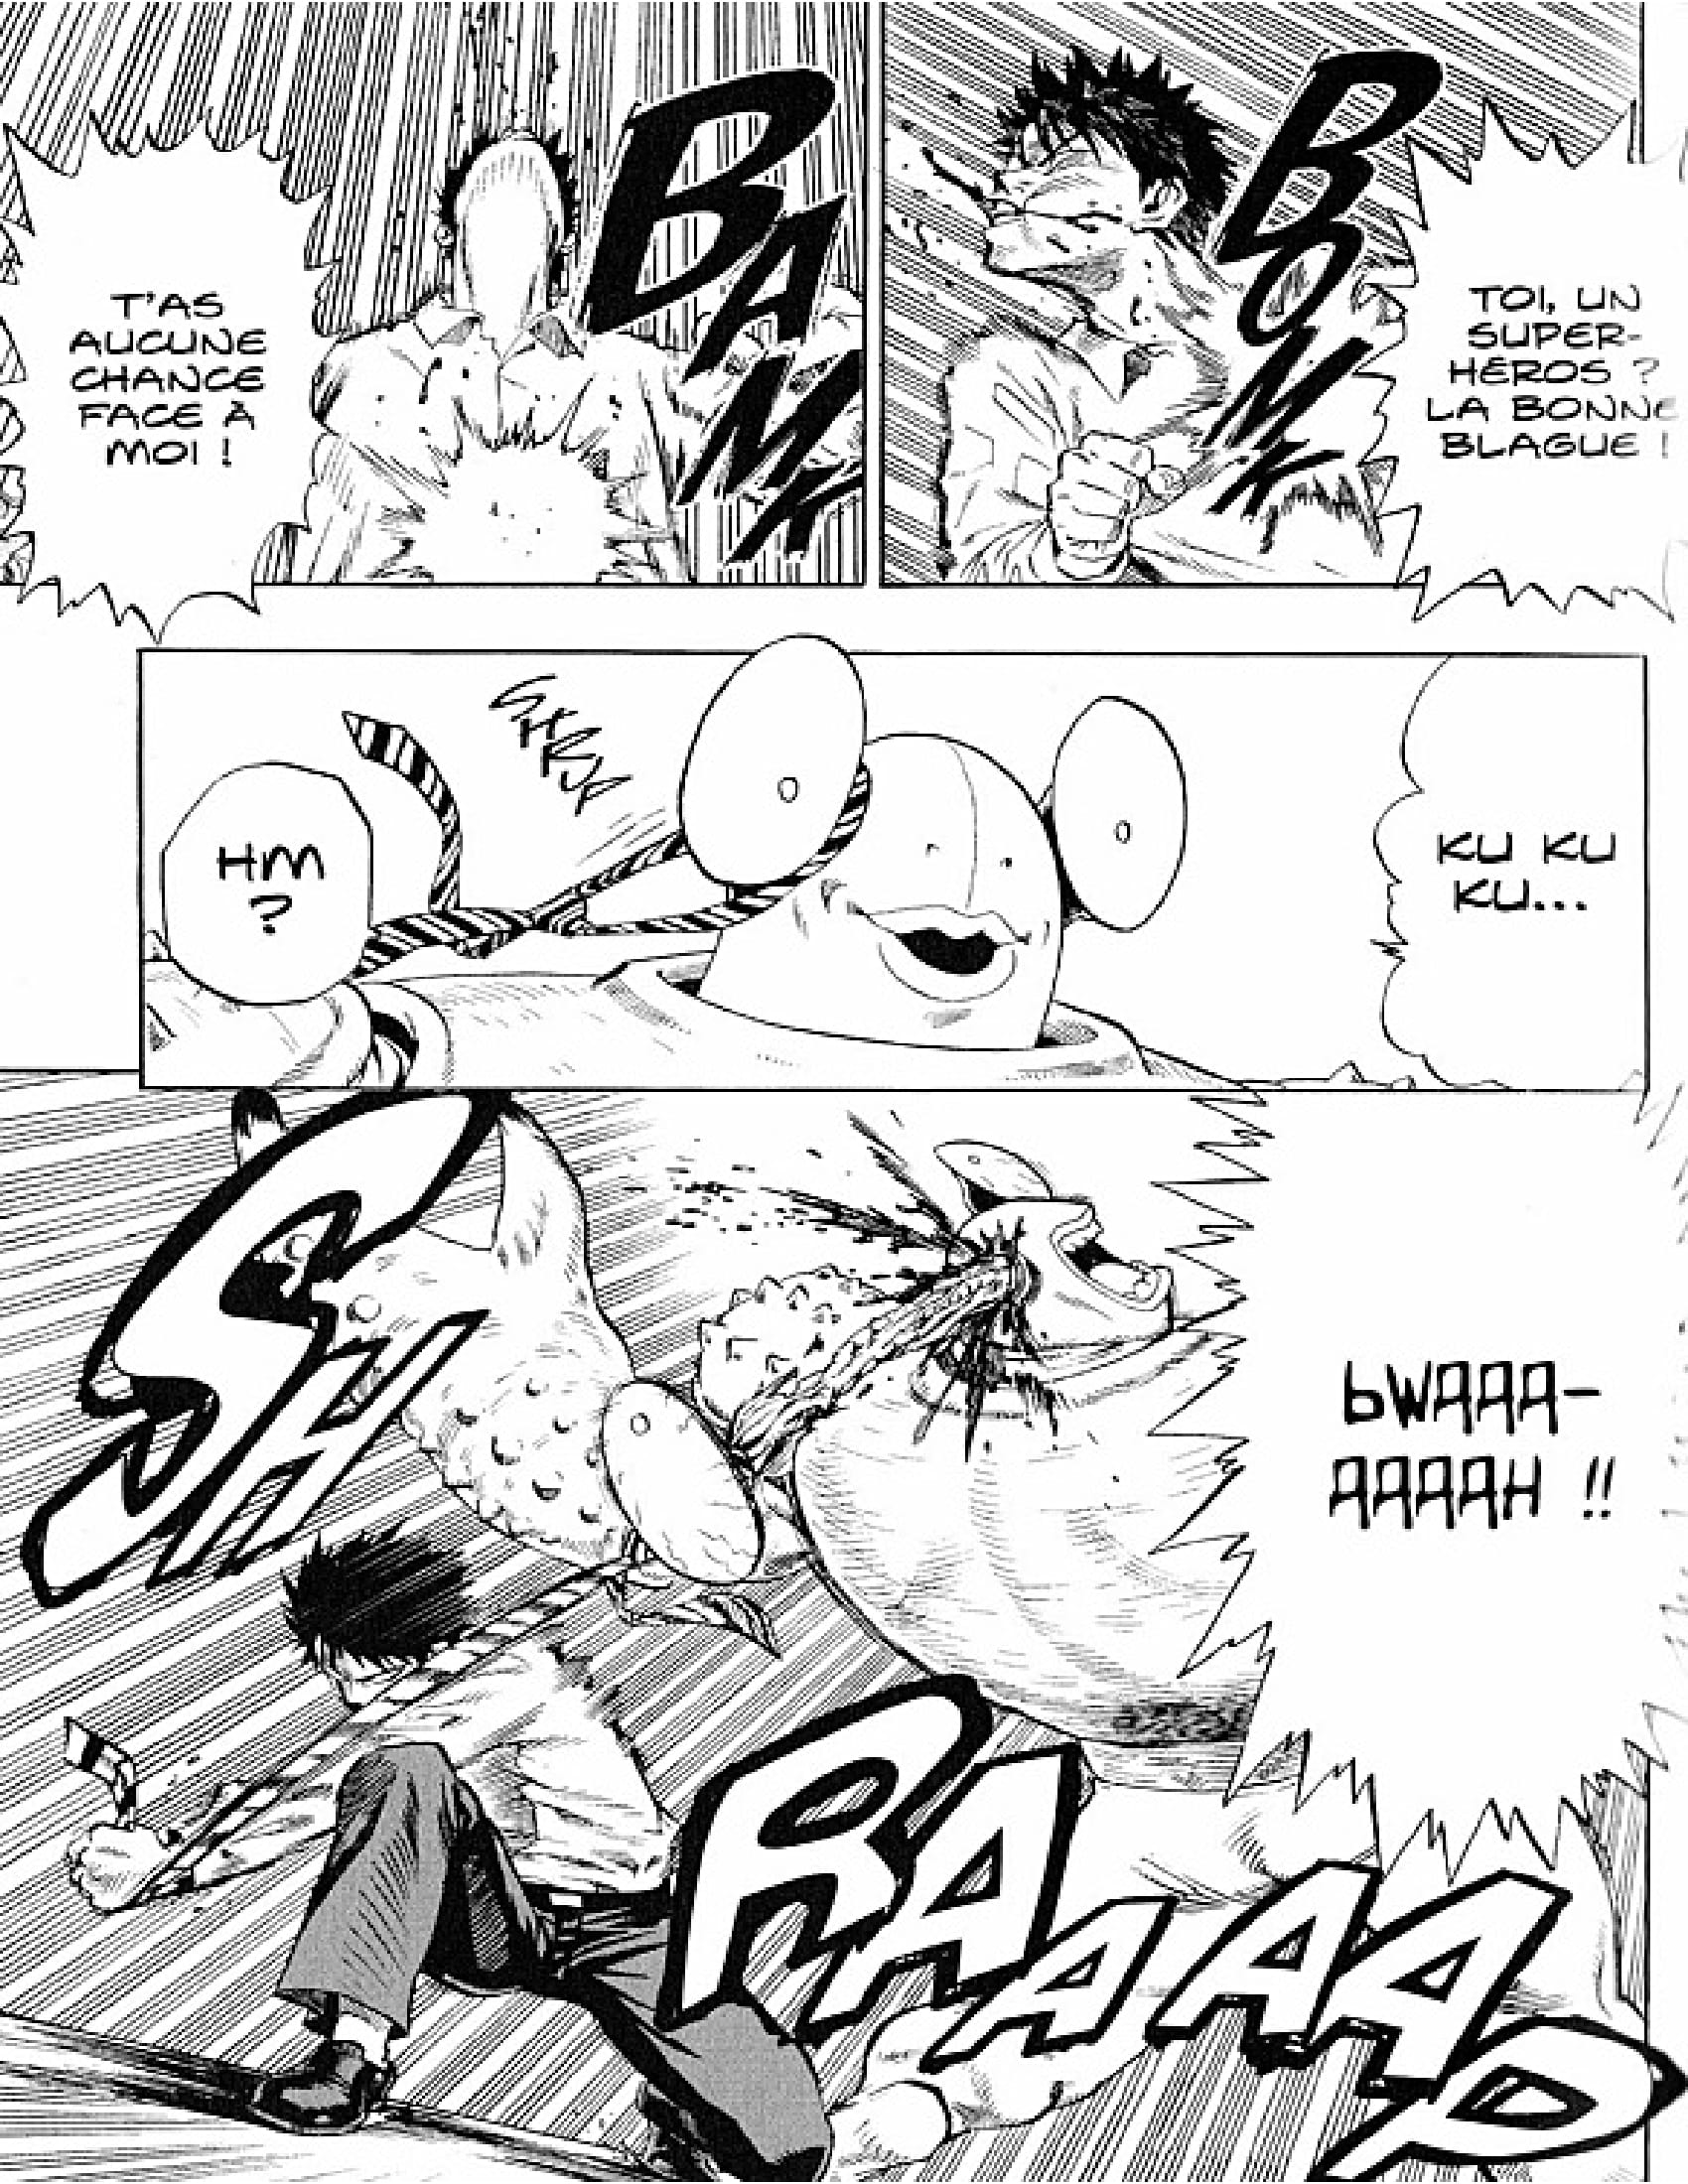 BOMK
TOI, UN
SUPER-
HÉROS ?
LA BONNE
BLAGUE !
BAMK
T'AS
AUCUNE
CHANCE
FACE À
MOI !
KU KU
KU...
HM
?
BWAAA-
AAAAH !!
SH
RAAAAP